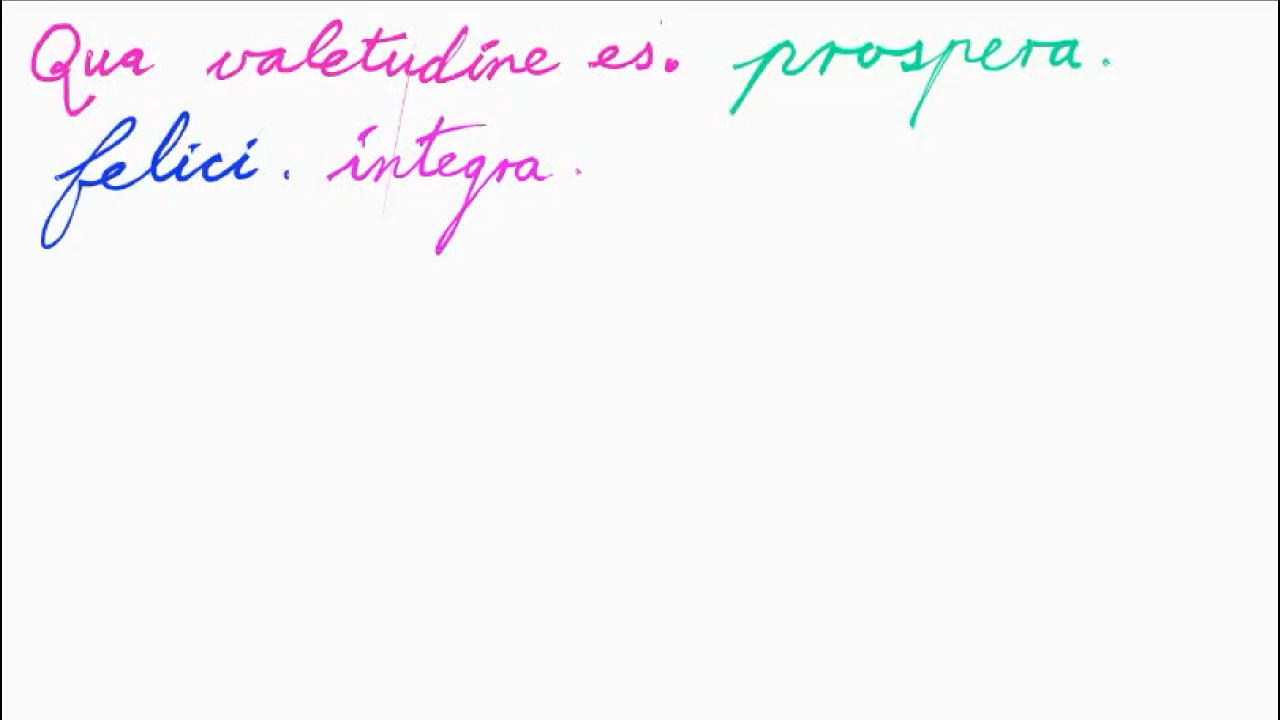 Qua valetudine es. prospera.
felici. integra.